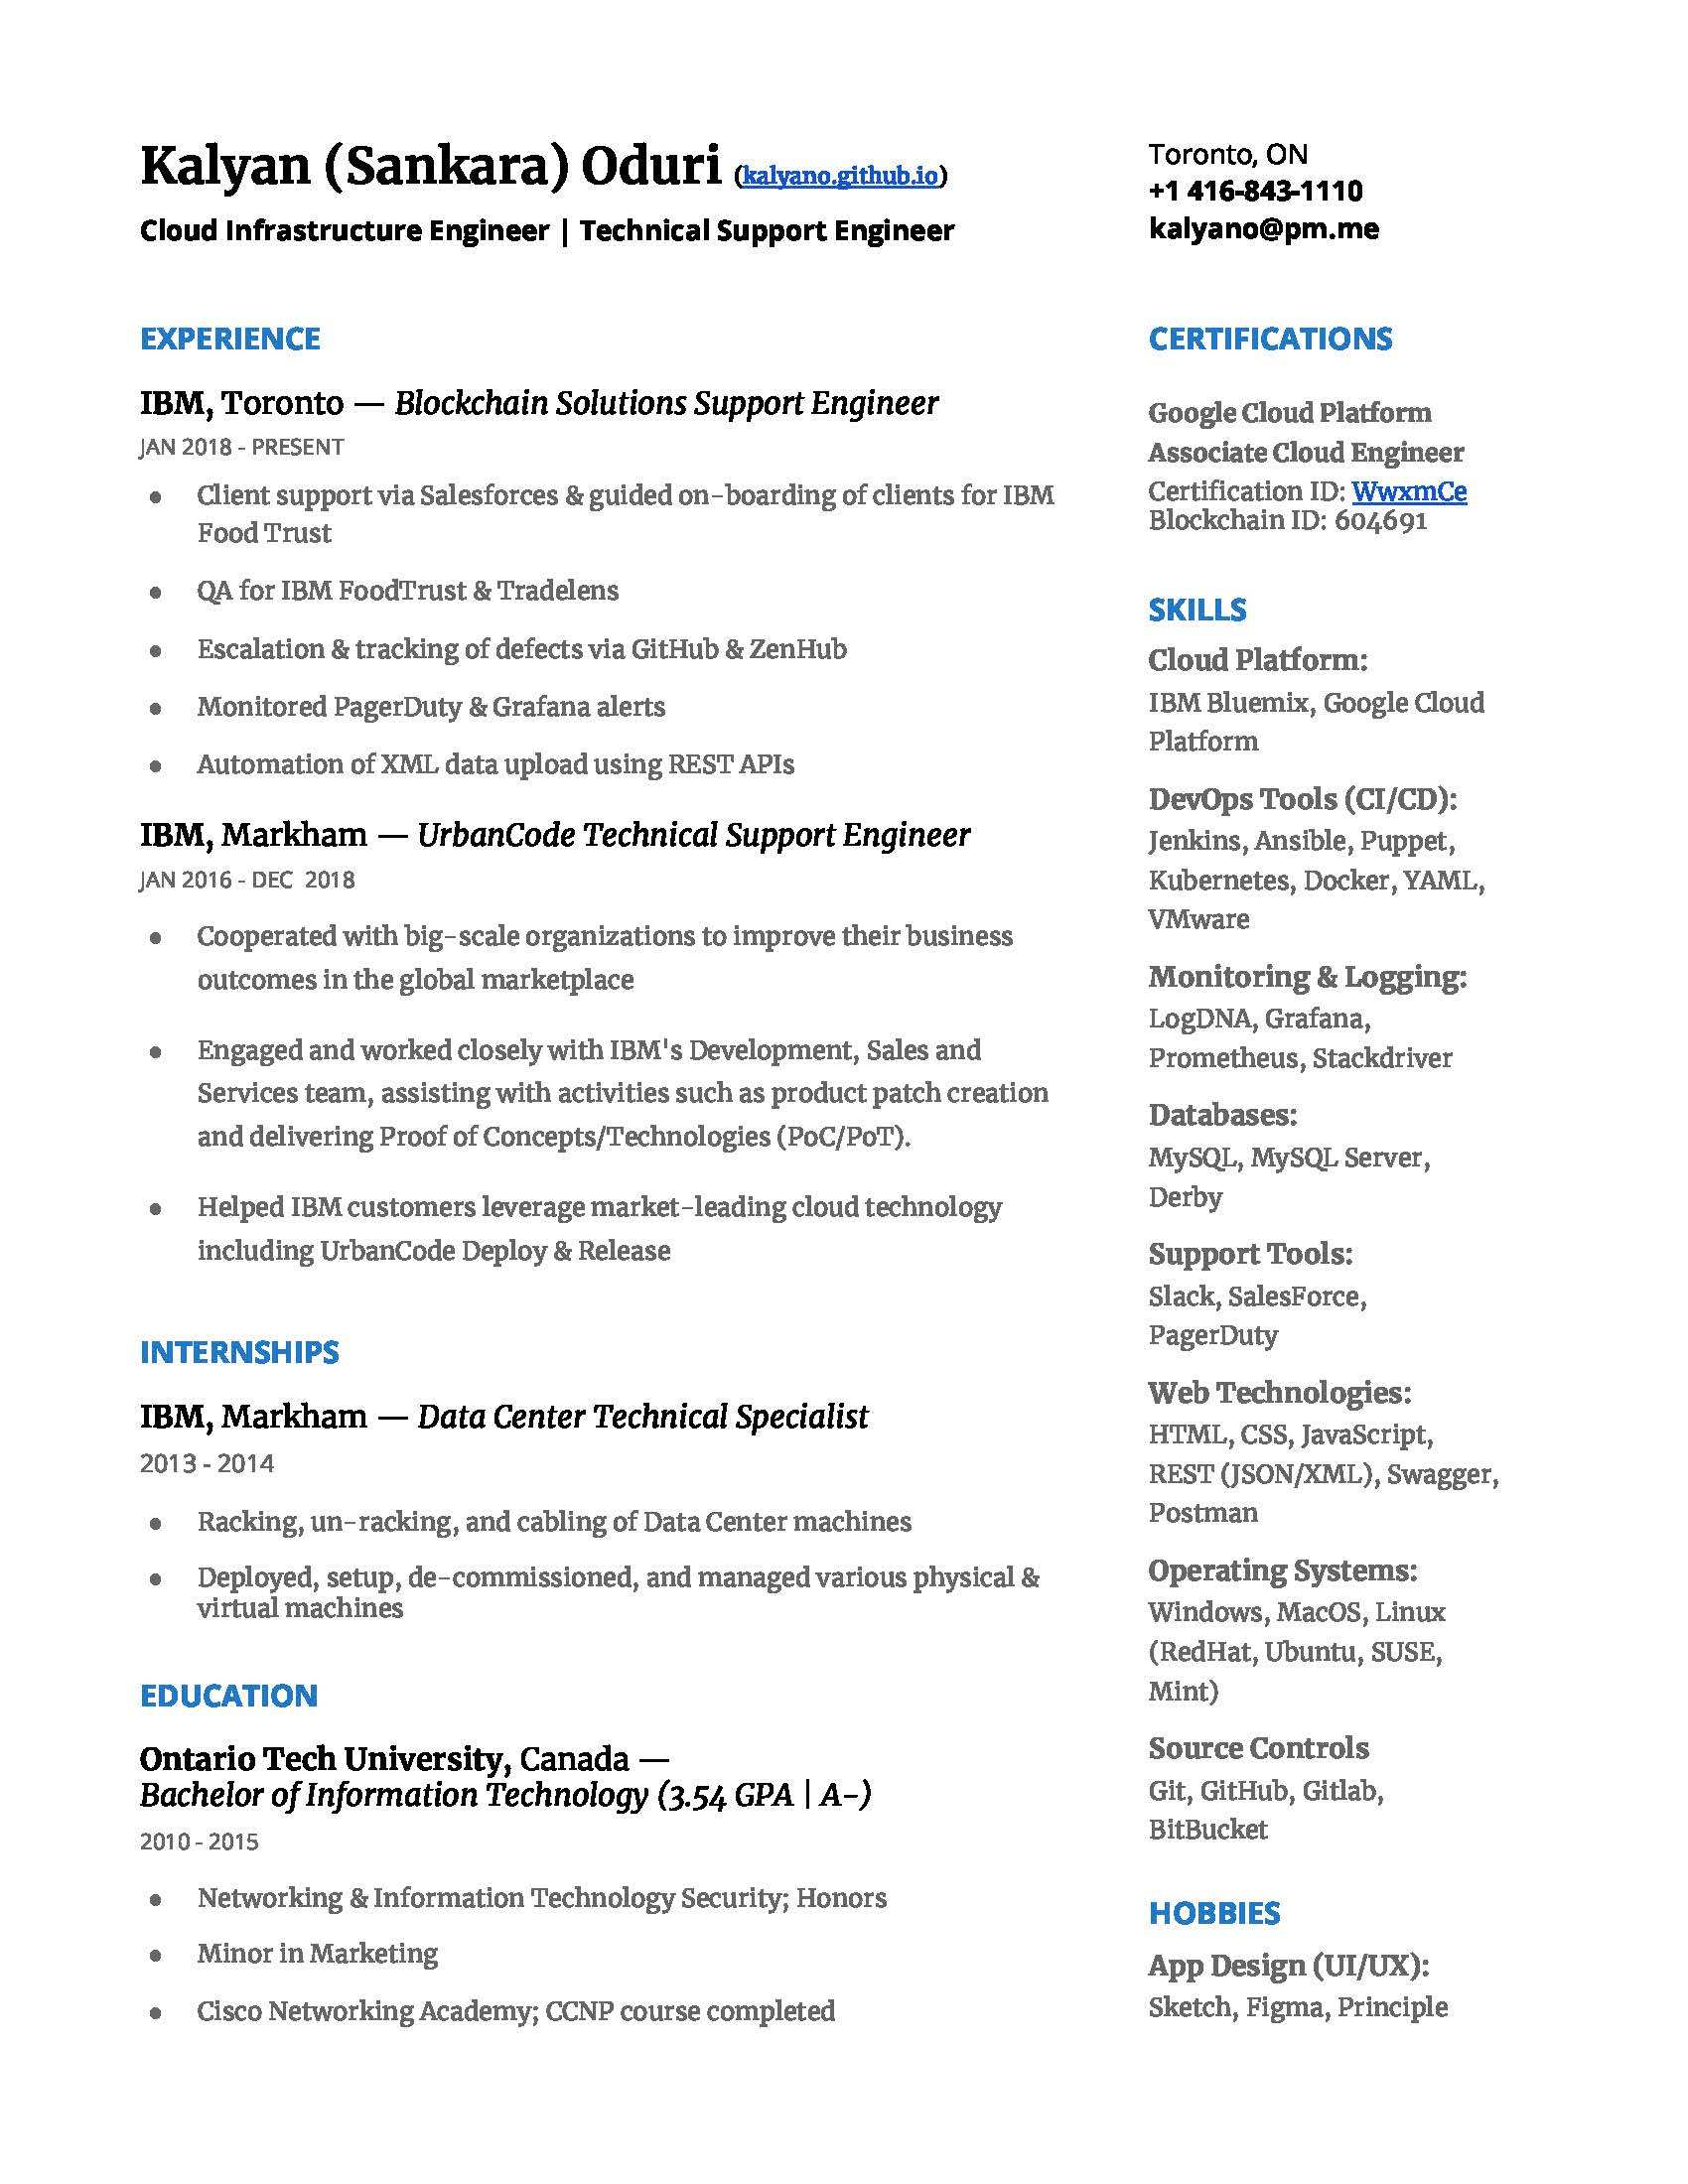 Kalyan (Sankara) Oduri (kalyano.github.io)
Cloud Infrastructure Engineer | Technical Support Engineer
Toronto, ON
+1 416-843-1110
kalyano@pm.me
EXPERIENCE
IBM, Toronto — Blockchain Solutions Support Engineer
JAN 2018 - PRESENT
● Client support via Salesforces & guided on-boarding of clients for IBM
Food Trust
● QA for IBM FoodTrust & Tradelens
● Escalation & tracking of defects via GitHub & ZenHub
● Monitored PagerDuty & Grafana alerts
● Automation of XML data upload using REST APIs
IBM, Markham — UrbanCode Technical Support Engineer
JAN 2016 - DEC 2018
● Cooperated with big-scale organizations to improve their business
outcomes in the global marketplace
● Engaged and worked closely with IBM's Development, Sales and
Services team, assisting with activities such as product patch creation
and delivering Proof of Concepts/Technologies (PoC/PoT).
● Helped IBM customers leverage market-leading cloud technology
including UrbanCode Deploy & Release
INTERNSHIPS
IBM, Markham — Data Center Technical Specialist
2013 - 2014
● Racking, un-racking, and cabling of Data Center machines
● Deployed, setup, de-commissioned, and managed various physical &
virtual machines
EDUCATION
Ontario Tech University, Canada —
Bachelor of Information Technology (3.54 GPA | A-)
2010 - 2015
● Networking & Information Technology Security; Honors
● Minor in Marketing
● Cisco Networking Academy; CCNP course completed
CERTIFICATIONS
Google Cloud Platform
Associate Cloud Engineer
Certification ID: WwxmCe
Blockchain ID: 604691
SKILLS
Cloud Platform:
IBM Bluemix, Google Cloud
Platform
DevOps Tools (CI/CD):
Jenkins, Ansible, Puppet,
Kubernetes, Docker, YAML,
VMware
Monitoring & Logging:
LogDNA, Grafana,
Prometheus, Stackdriver
Databases:
MySQL, MySQL Server,
Derby
Support Tools:
Slack, SalesForce,
PagerDuty
Web Technologies:
HTML, CSS, JavaScript,
REST (JSON/XML), Swagger,
Postman
Operating Systems:
Windows, MacOS, Linux
(RedHat, Ubuntu, SUSE,
Mint)
Source Controls
Git, GitHub, Gitlab,
BitBucket
HOBBIES
App Design (UI/UX):
Sketch, Figma, Principle